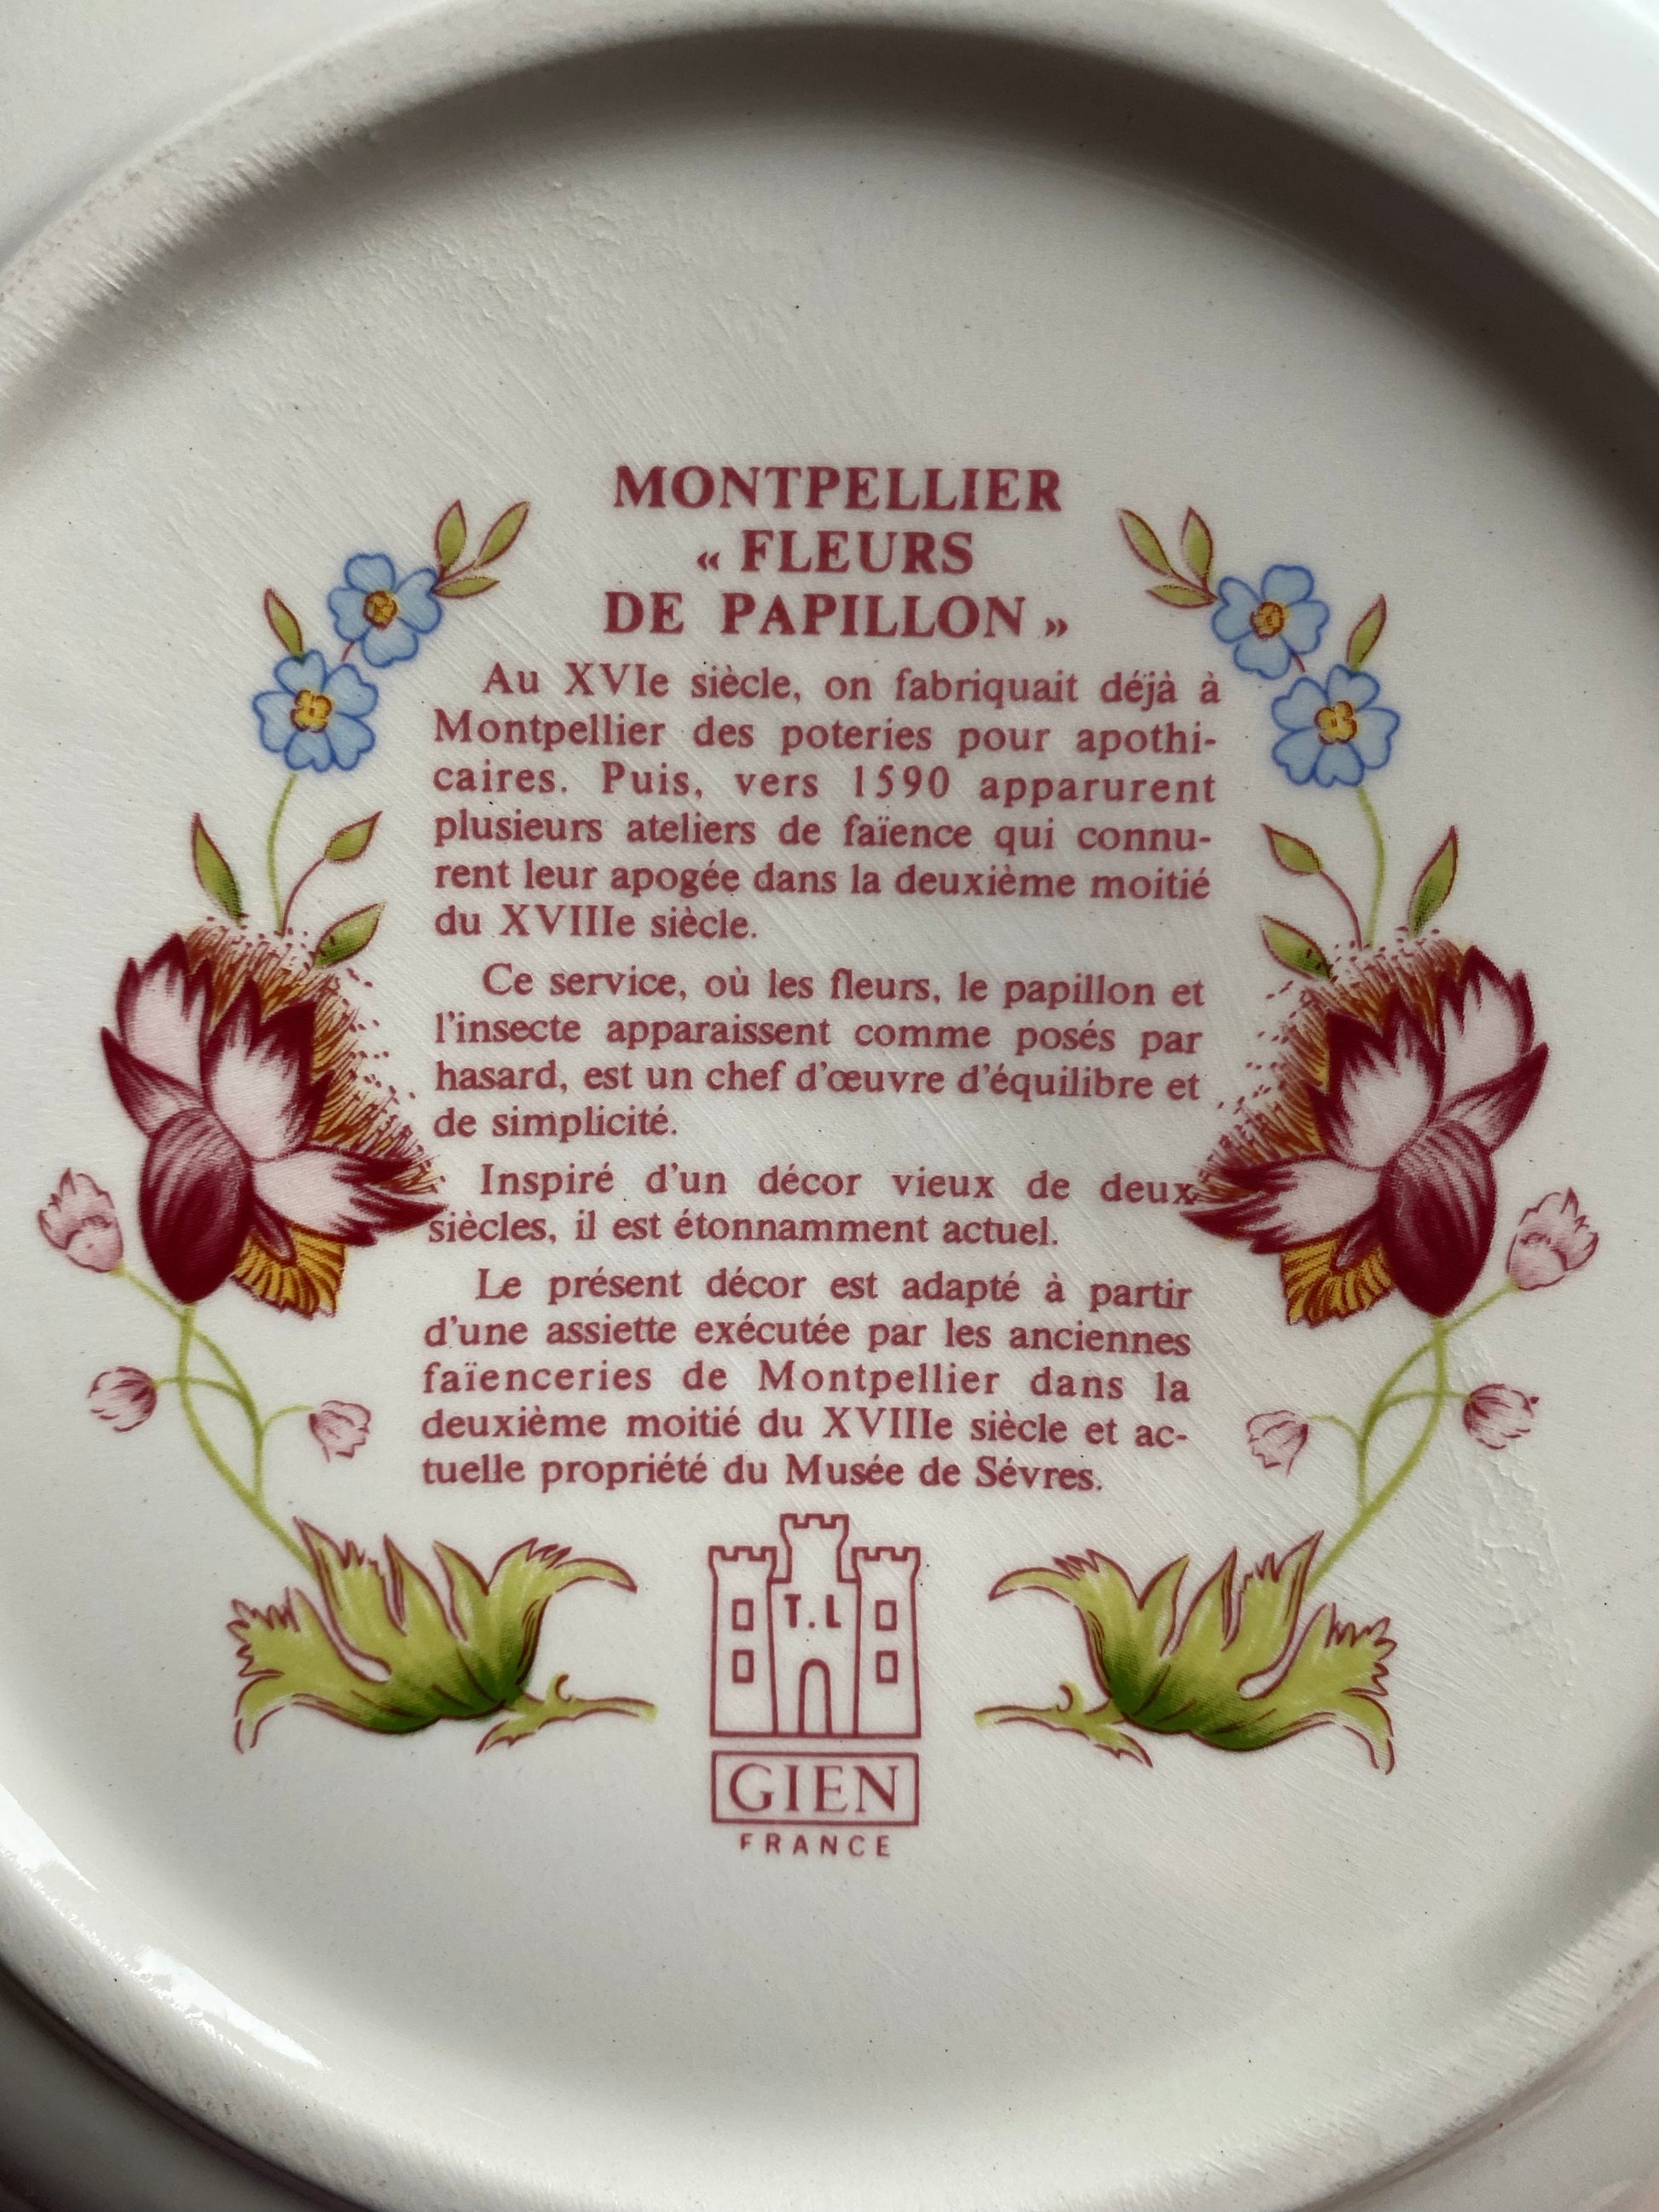 MONTPELLIER
« FLEURS
DE PAPILLON »
Au XVIe siècle, on fabriquait déjà à
Montpellier des poteries pour apothi-
caires. Puis, vers 1590 apparurent
plusieurs ateliers de faïence qui connu-
rent leur apogée dans la deuxième moitié
du XVIIIe siècle.
Ce service, où les fleurs, le papillon et
l'insecte apparaissent comme posés par
hasard, est un chef d'œuvre d'équilibre et
de simplicité.
Inspiré d'un décor vieux de deux
siècles, il est étonnamment actuel.
Le présent décor est adapté à partir
d'une assiette exécutée par les anciennes
faïenceries de Montpellier dans la
deuxième moitié du XVIIIe siècle et ac-
tuelle propriété du Musée de Sévres.
T.L
GIEN
FRANCE